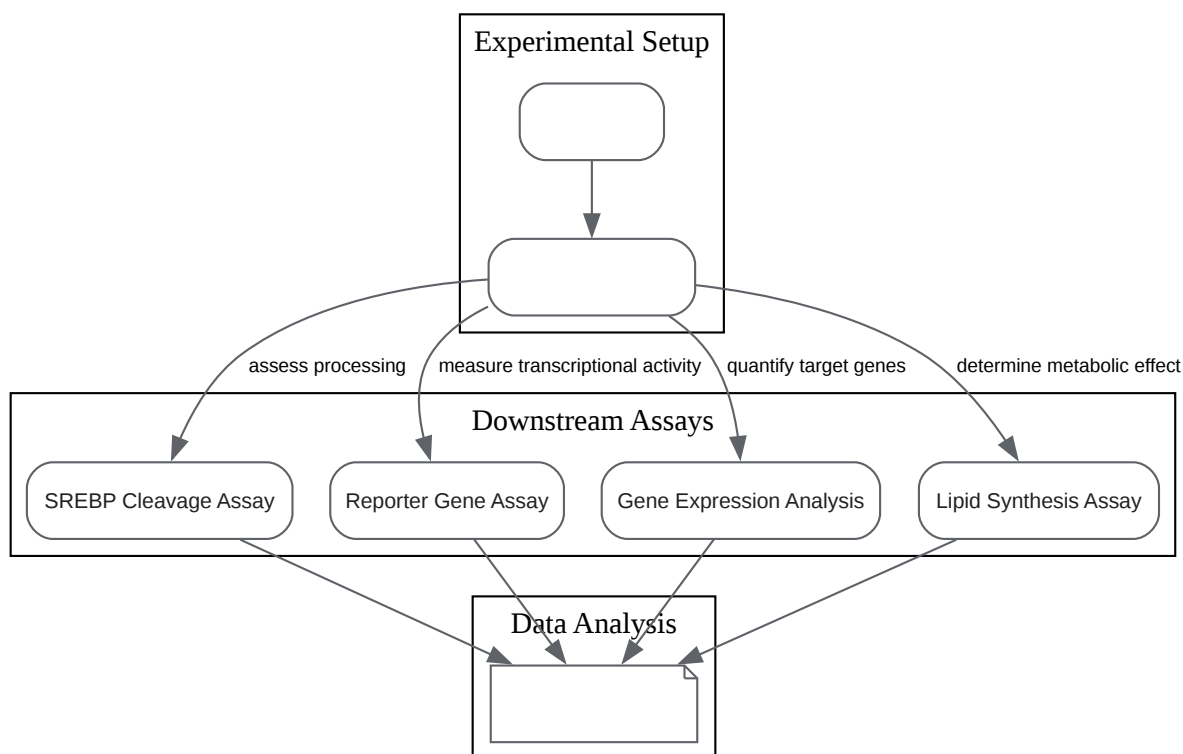 Experimental Setup
assess processing
measure transcriptional activity
quantify target genes
determine metabolic effect
Downstream Assays
SREBP Cleavage Assay
Reporter Gene Assay
Gene Expression Analysis
Lipid Synthesis Assay
Data Analysis